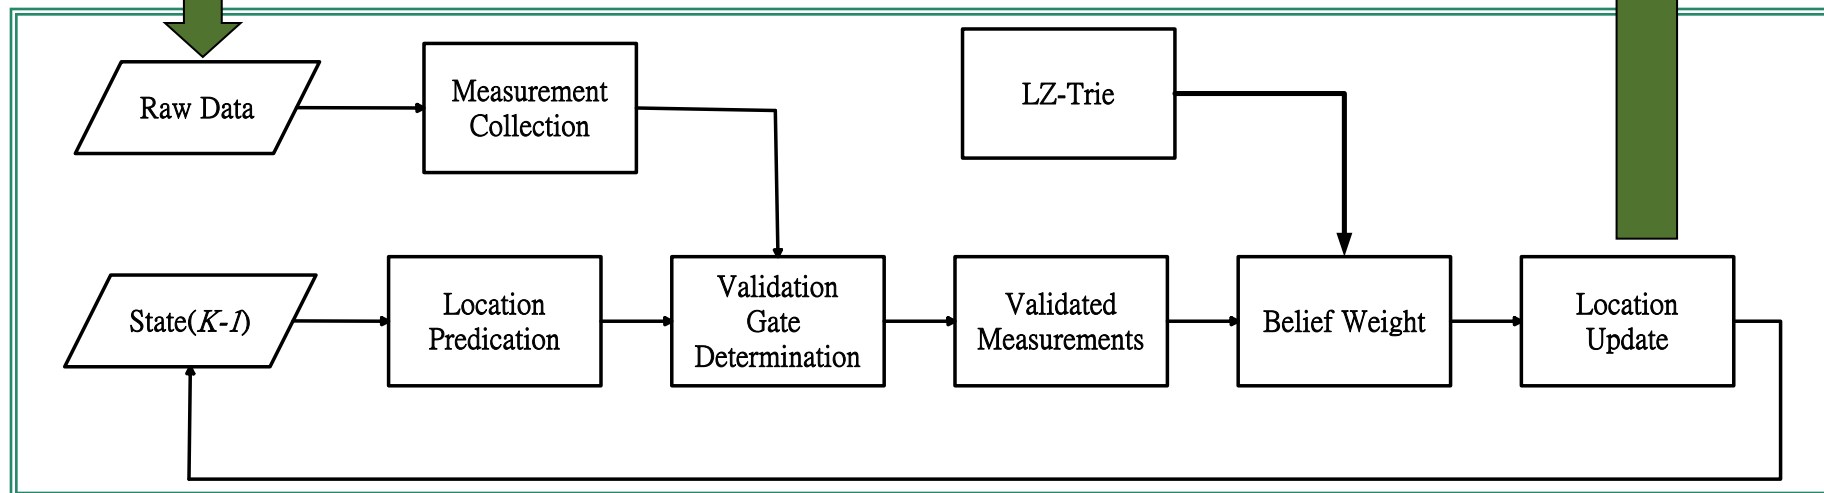 Raw Data
Measurement
Collection
LZ-Trie
State(K-1)
Location
Predication
Validation
Gate
Determination
Validated
Measurements
Belief Weight
Location
Update